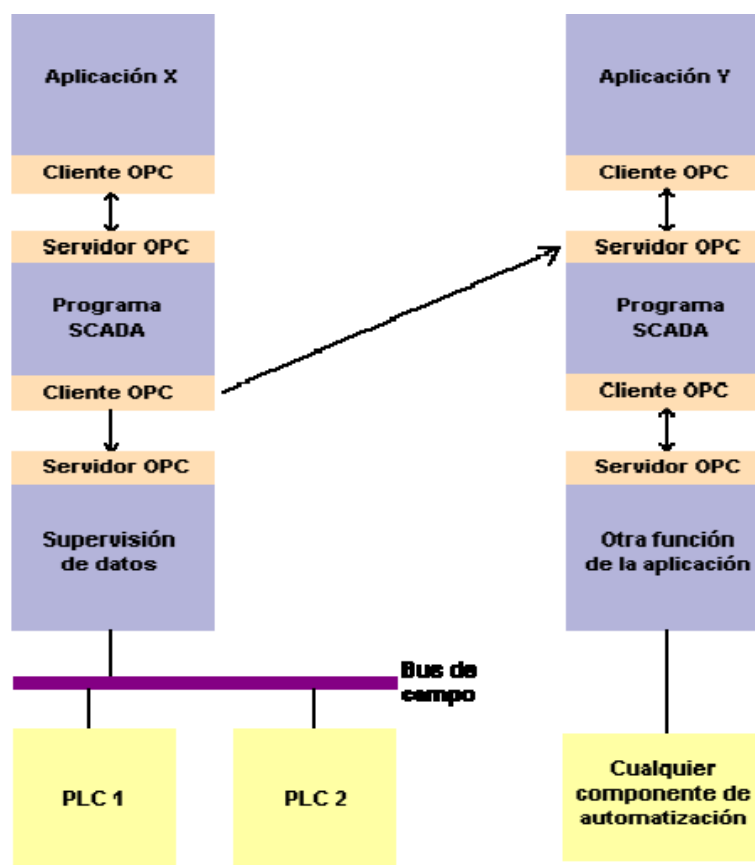 Aplicación X
Cliente OPC
Servidor OPC
Programa
SCADA
Cliente OPC
Servidor OPC
Supervisión
de datos
Bus de
campo
PLC 1
PLC 2
Aplicación Y
Cliente OPC
Servidor OPC
Programa
SCADA
Cliente OPC
Servidor OPC
Otra función
de la aplicación
Cualquier
componente de
automatización